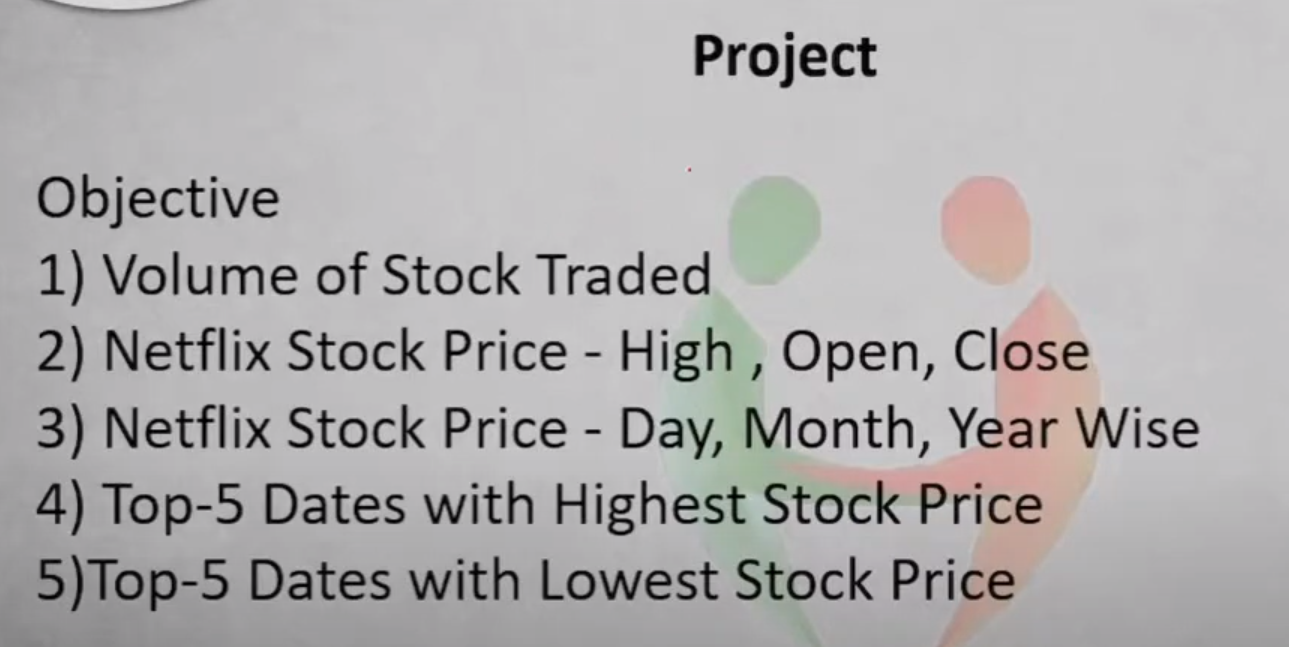 Project
Objective
1) Volume of Stock Traded
2) Netflix Stock Price - High , Open, Close
3) Netflix Stock Price - Day, Month, Year Wise
4) Top-5 Dates with Highest Stock Price
5)Top-5 Dates with Lowest Stock Price